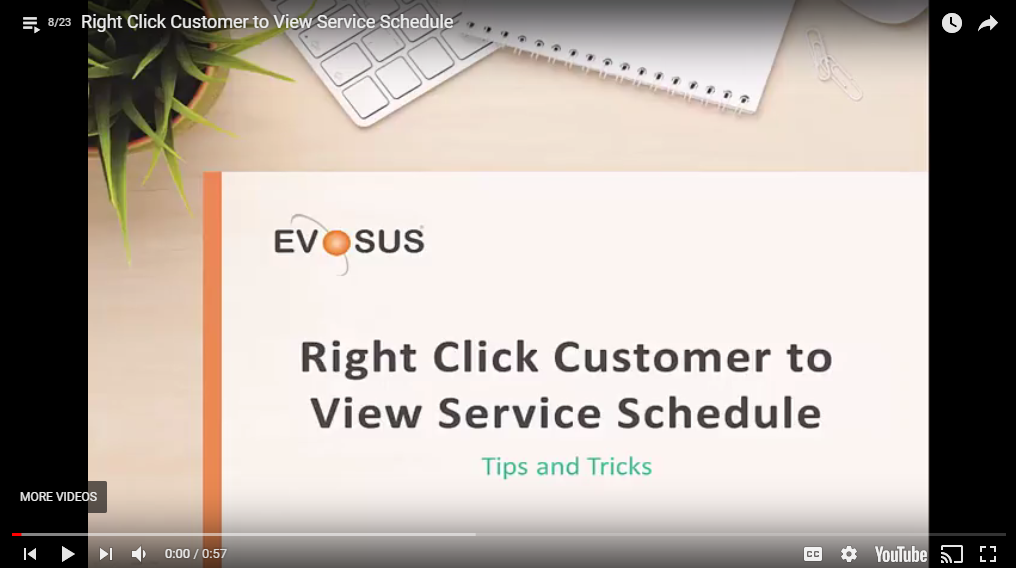 8/23 Right Click Customer to View Service Schedule
EVOSUS
Right Click Customer to
View Service Schedule
Tips and Tricks
MORE VIDEOS
0:00 / 0:57
CC
YouTube